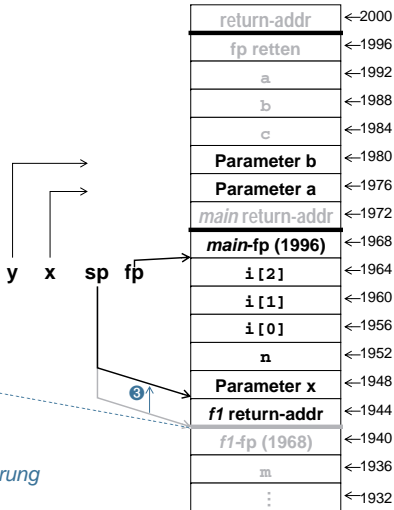 return-addr ←2000
fp retten ←1996
a ←1992
b ←1988
c ←1984
Parameter b ←1980
Parameter a ←1976
main return-addr ←1972
main-fp (1996) ←1968
y x sp fp
i[2] ←1964
i[1] ←1960
i[0] ←1956
n ←1952
Parameter x ←1948
3
f1 return-addr ←1944
f1-fp (1968) ←1940
rung
m ←1936
⋮ ←1932